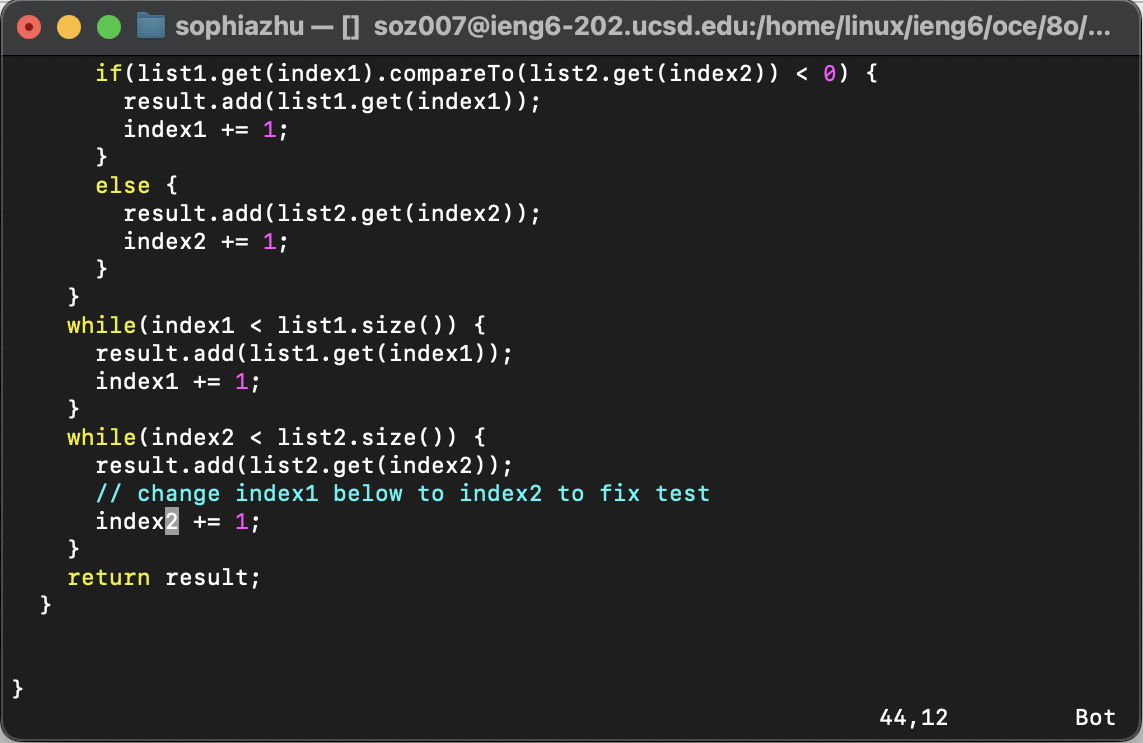 sophiazhu — [] soz007@ieng6-202.ucsd.edu:/home/linux/ieng6/oce/8o/...
      if(list1.get(index1).compareTo(list2.get(index2)) < 0) {
        result.add(list1.get(index1));
        index1 += 1;
      }
      else {
        result.add(list2.get(index2));
        index2 += 1;
      }
    }
    while(index1 < list1.size()) {
      result.add(list1.get(index1));
      index1 += 1;
    }
    while(index2 < list2.size()) {
      result.add(list2.get(index2));
      // change index1 below to index2 to fix test
      index2 += 1;
    }
    return result;
  }
}
44,12 Bot